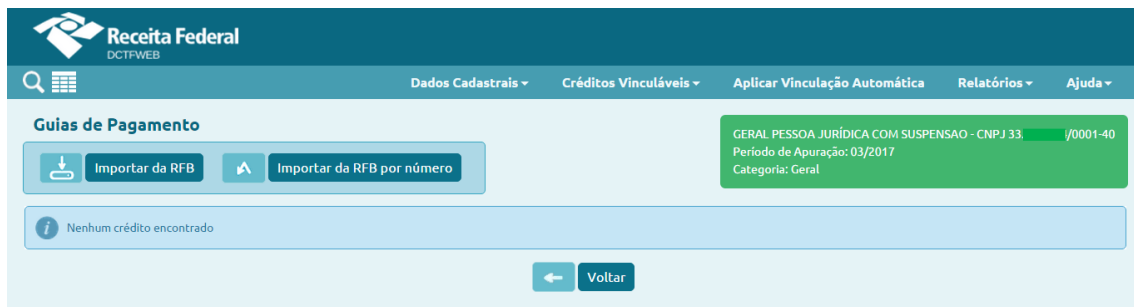 Receita Federal
DCTFWEB
Dados Cadastrais Créditos Vinculáveis Aplicar Vinculação Automática Relatórios Ajuda
Guias de Pagamento
GERAL PESSOA JURÍDICA COM SUSPENSAO - CNPJ 33. /0001-40
Período de Apuração: 03/2017
Categoria: Geral
Importar da RFB Importar da RFB por número
Nenhum crédito encontrado
Voltar